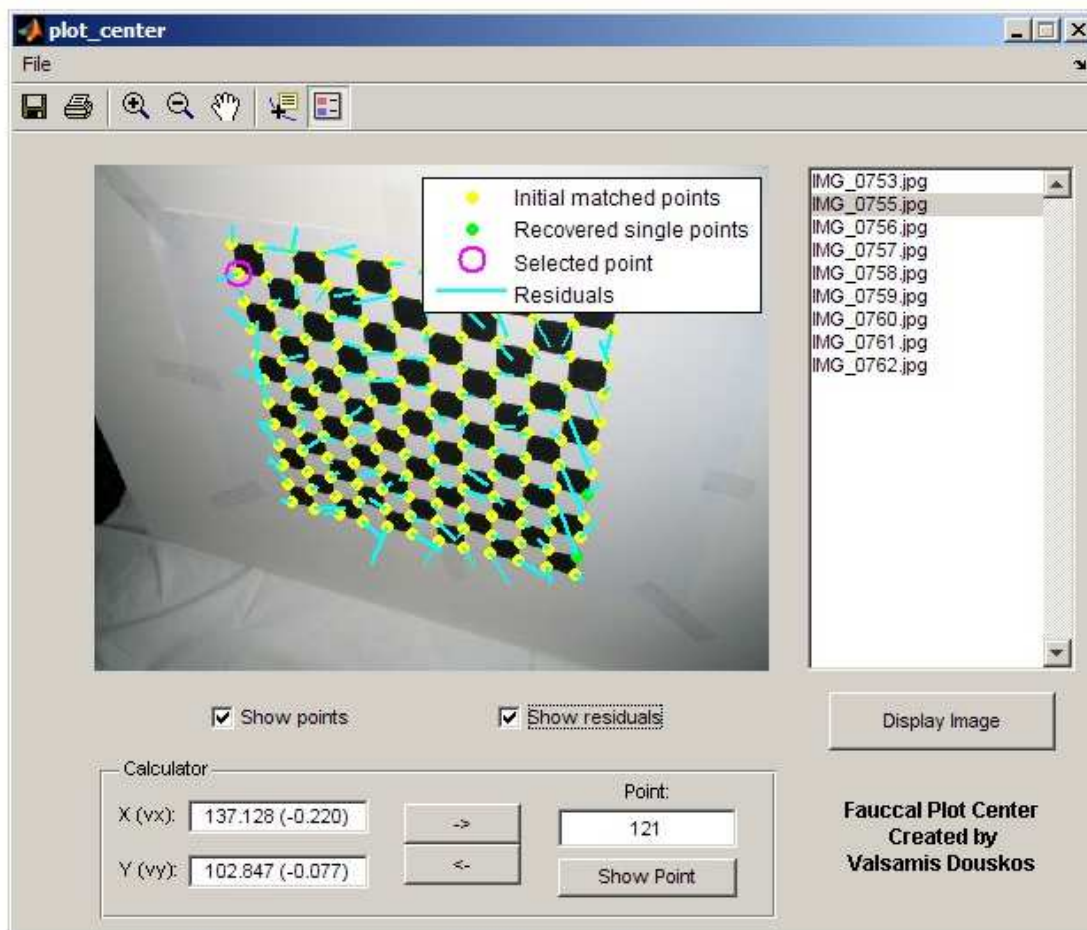 plot_center
File
Initial matched points
Recovered single points
Selected point
Residuals
IMG_0753.jpg
IMG_0755.jpg
IMG_0756.jpg
IMG_0757.jpg
IMG_0758.jpg
IMG_0759.jpg
IMG_0760.jpg
IMG_0761.jpg
IMG_0762.jpg
Show points
Show residuals
Display Image
Calculator
X (vx): 137.128 (-0.220)
Y (vy): 102.847 (-0.077)
->
<-
Point:
121
Show Point
Fauccal Plot Center
Created by
Valsamis Douskos